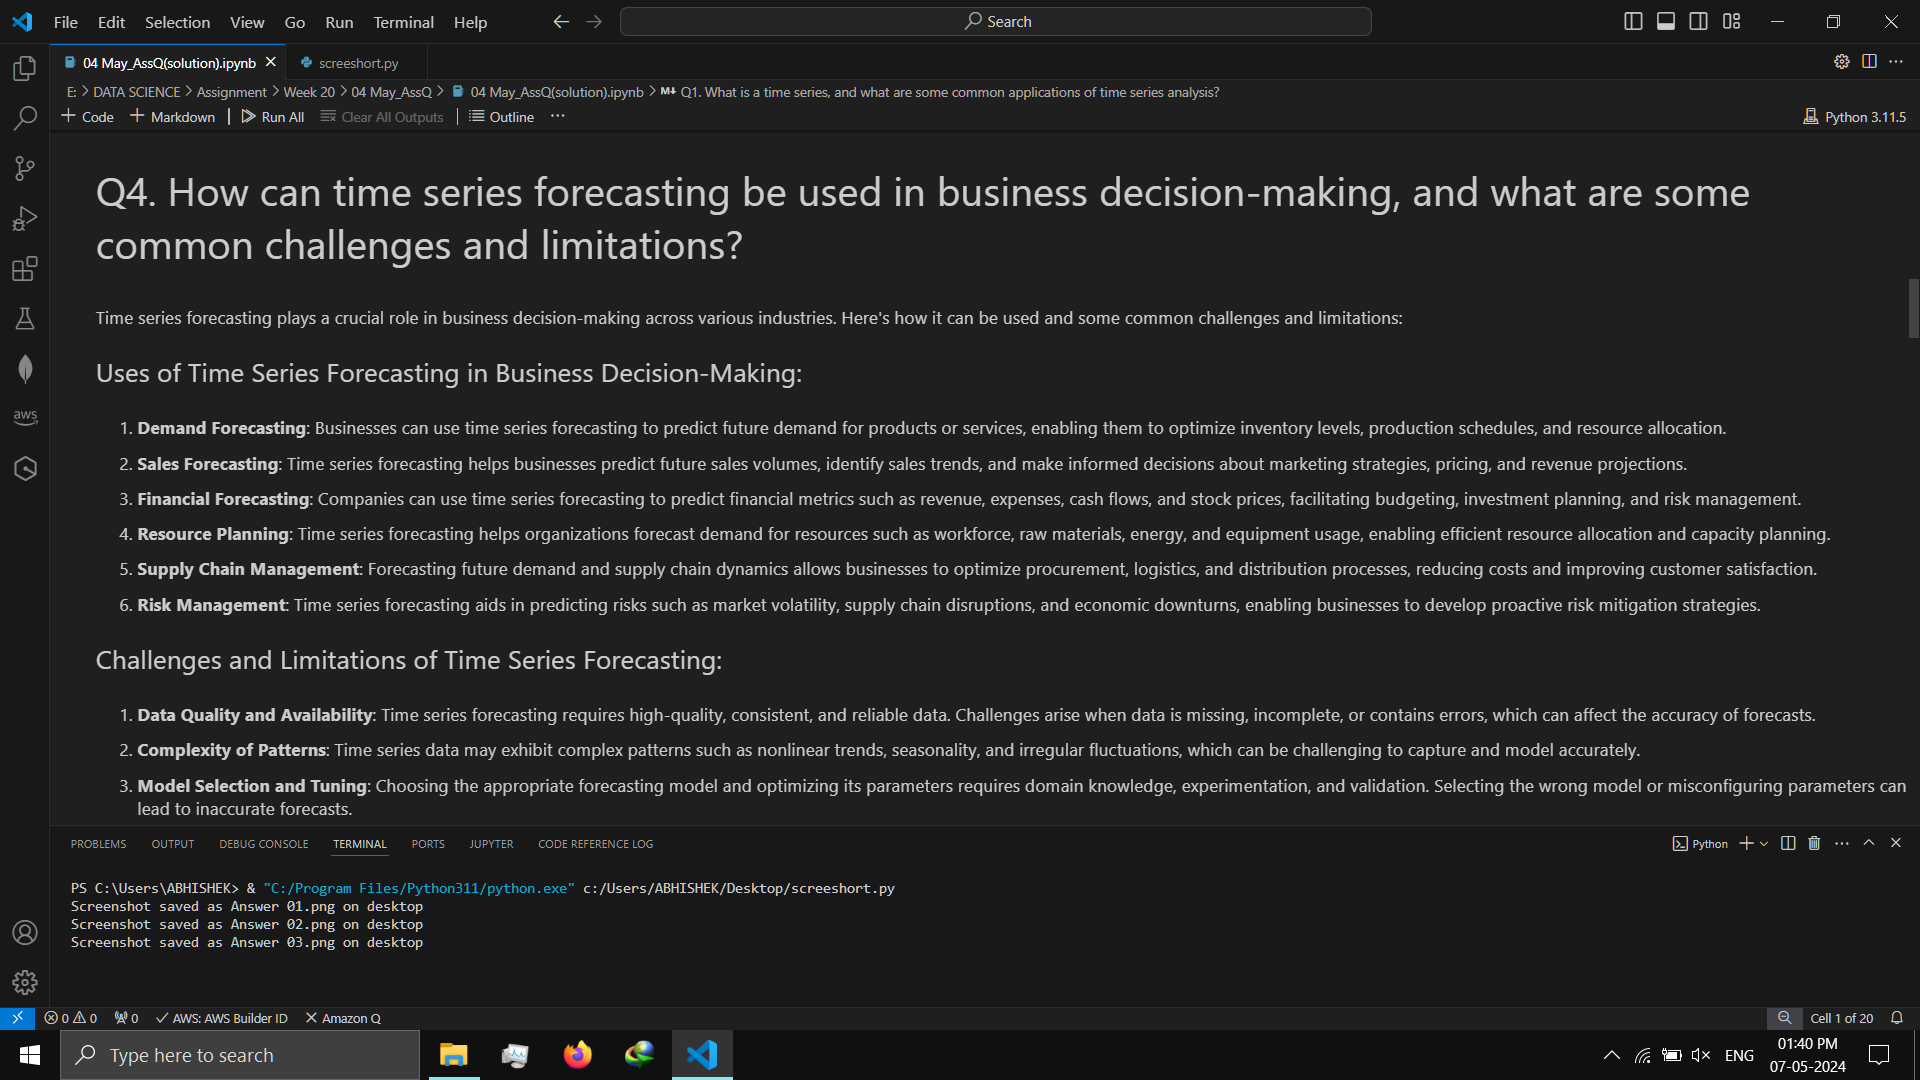 File Edit Selection View Go Run Terminal Help Search
04 May_AssQ(solution).ipynb screeshort.py
E: > DATA SCIENCE > Assignment > Week 20 > 04 May_AssQ > 04 May_AssQ(solution).ipynb > M↓ Q1. What is a time series, and what are some common applications of time series analysis?
+ Code + Markdown | Run All Clear All Outputs | Outline ··· Python 3.11.5
Q4. How can time series forecasting be used in business decision-making, and what are some
common challenges and limitations?
Time series forecasting plays a crucial role in business decision-making across various industries. Here's how it can be used and some common challenges and limitations:
Uses of Time Series Forecasting in Business Decision-Making:
1. Demand Forecasting: Businesses can use time series forecasting to predict future demand for products or services, enabling them to optimize inventory levels, production schedules, and resource allocation.
2. Sales Forecasting: Time series forecasting helps businesses predict future sales volumes, identify sales trends, and make informed decisions about marketing strategies, pricing, and revenue projections.
3. Financial Forecasting: Companies can use time series forecasting to predict financial metrics such as revenue, expenses, cash flows, and stock prices, facilitating budgeting, investment planning, and risk management.
4. Resource Planning: Time series forecasting helps organizations forecast demand for resources such as workforce, raw materials, energy, and equipment usage, enabling efficient resource allocation and capacity planning.
5. Supply Chain Management: Forecasting future demand and supply chain dynamics allows businesses to optimize procurement, logistics, and distribution processes, reducing costs and improving customer satisfaction.
6. Risk Management: Time series forecasting aids in predicting risks such as market volatility, supply chain disruptions, and economic downturns, enabling businesses to develop proactive risk mitigation strategies.
Challenges and Limitations of Time Series Forecasting:
1. Data Quality and Availability: Time series forecasting requires high-quality, consistent, and reliable data. Challenges arise when data is missing, incomplete, or contains errors, which can affect the accuracy of forecasts.
2. Complexity of Patterns: Time series data may exhibit complex patterns such as nonlinear trends, seasonality, and irregular fluctuations, which can be challenging to capture and model accurately.
3. Model Selection and Tuning: Choosing the appropriate forecasting model and optimizing its parameters requires domain knowledge, experimentation, and validation. Selecting the wrong model or misconfiguring parameters can
lead to inaccurate forecasts.
PROBLEMS OUTPUT DEBUG CONSOLE TERMINAL PORTS JUPYTER CODE REFERENCE LOG Python
PS C:\Users\ABHISHEK> & "C:/Program Files/Python311/python.exe" c:/Users/ABHISHEK/Desktop/screeshort.py
Screenshot saved as Answer 01.png on desktop
Screenshot saved as Answer 02.png on desktop
Screenshot saved as Answer 03.png on desktop
aws
0 0 0 AWS: AWS Builder ID Amazon Q Cell 1 of 20
Type here to search ENG 01:40 PM
07-05-2024